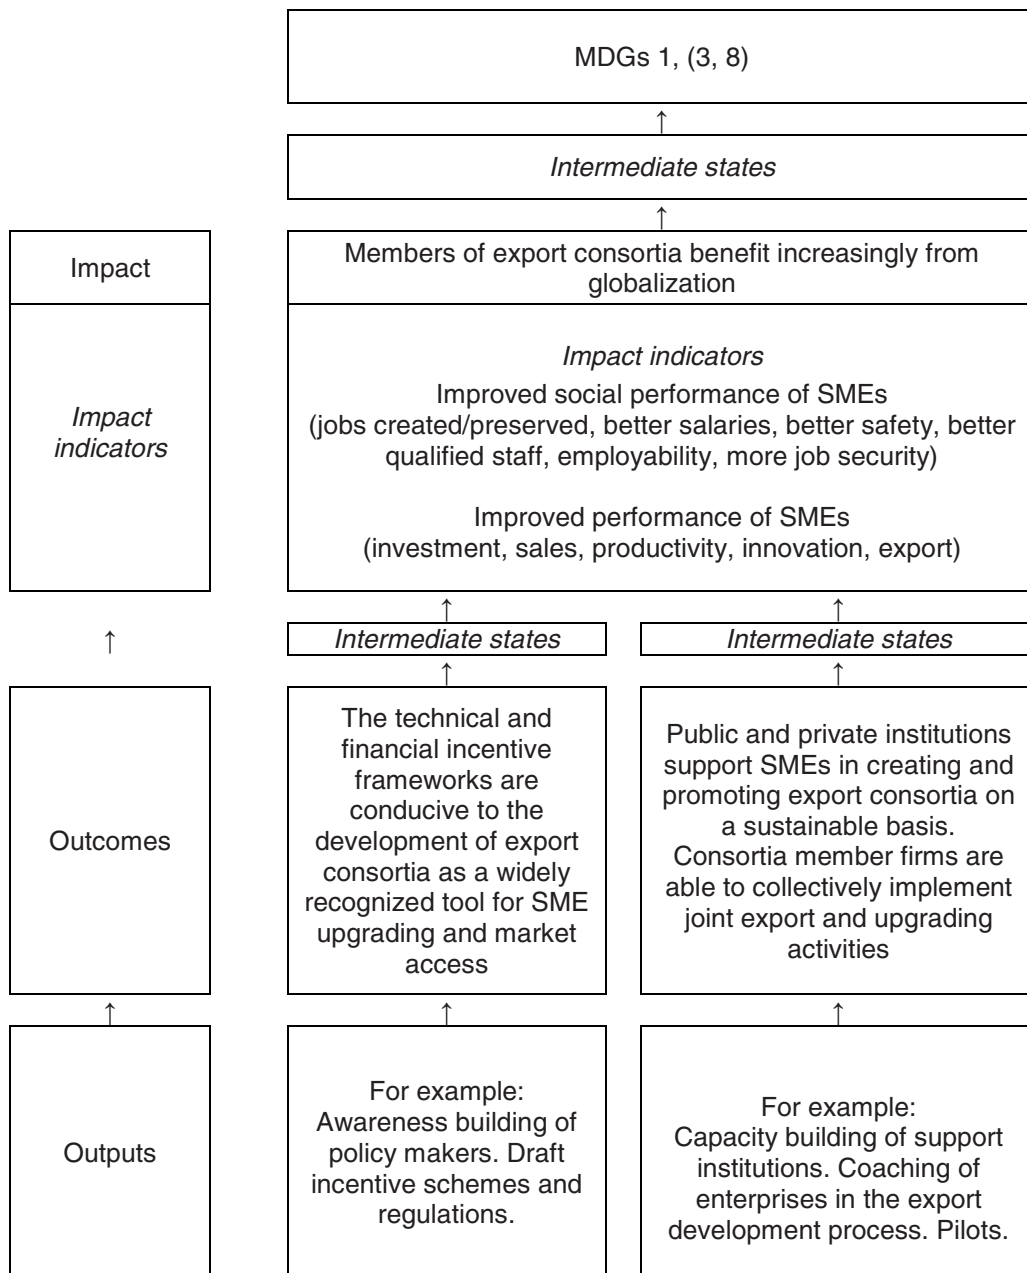 MDGs 1, (3, 8)
↑
Intermediate states
↑
Impact
Members of export consortia benefit increasingly from
globalization
Impact
indicators
Impact indicators
Improved social performance of SMEs
(jobs created/preserved, better salaries, better safety, better
qualified staff, employability, more job security)
Improved performance of SMEs
(investment, sales, productivity, innovation, export)
↑
↑
↑
Intermediate states
Intermediate states
↑
↑
Outcomes
The technical and
financial incentive
frameworks are
conducive to the
development of export
consortia as a widely
recognized tool for SME
upgrading and market
access
Public and private institutions
support SMEs in creating and
promoting export consortia on
a sustainable basis.
Consortia member firms are
able to collectively implement
joint export and upgrading
activities
↑
↑
↑
Outputs
For example:
Awareness building of
policy makers. Draft
incentive schemes and
regulations.
For example:
Capacity building of support
institutions. Coaching of
enterprises in the export
development process. Pilots.